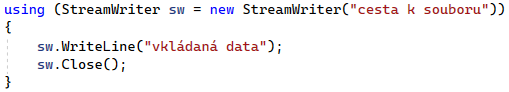 using (StreamWriter sw = new StreamWriter("cesta k souboru"))
{
    sw.WriteLine("vkládaná data");
    sw.Close();
}